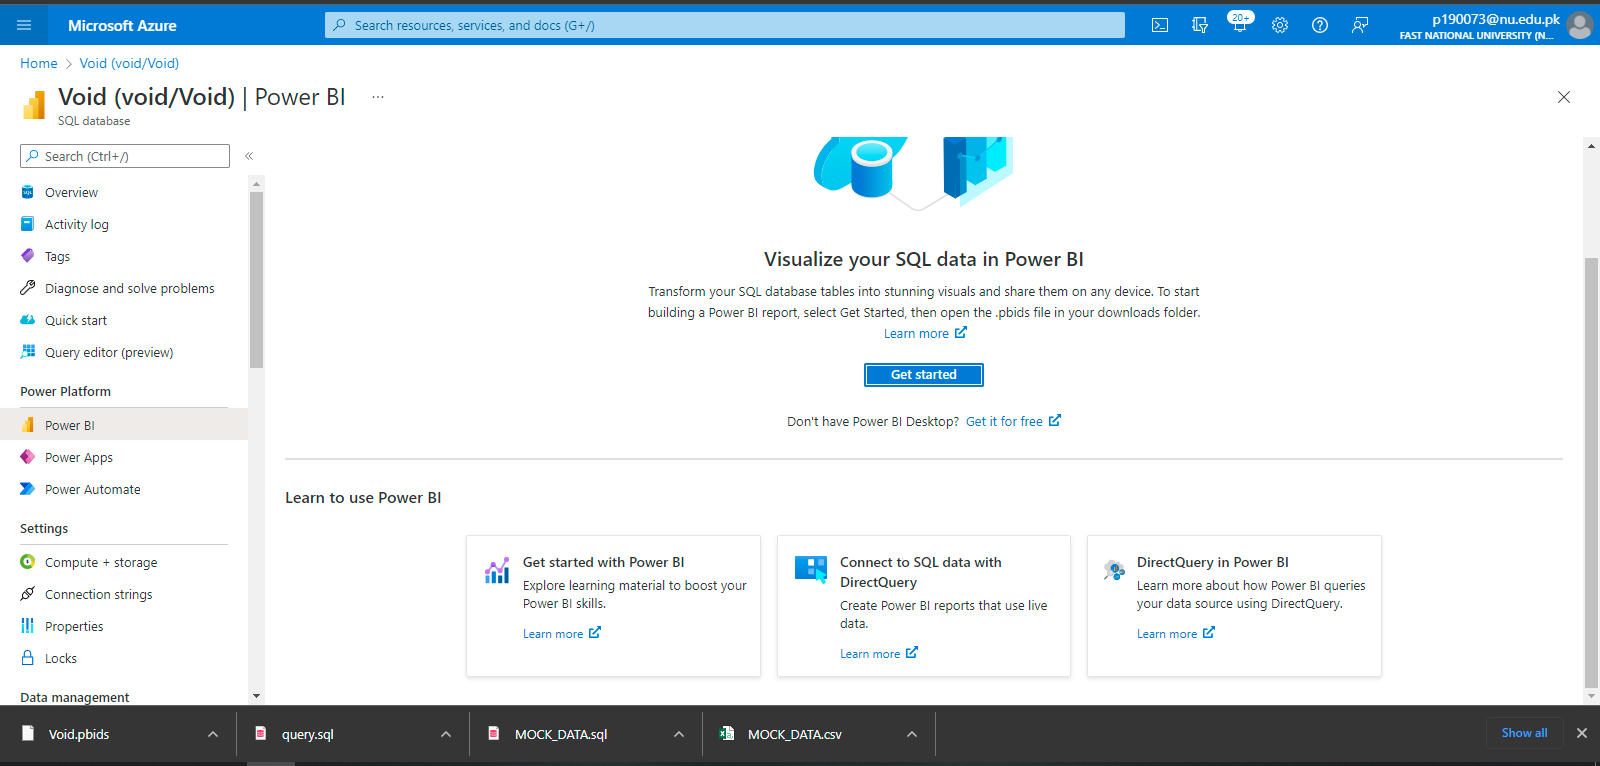 Microsoft Azure
Search resources, services, and docs (G+/)
20+
p190073@nu.edu.pk
FAST NATIONAL UNIVERSITY (N...
Home > Void (void/Void)
Void (void/Void) | Power BI ...
SQL database
Search (Ctrl+/)
«
Overview
Activity log
Tags
Diagnose and solve problems
Quick start
Query editor (preview)
Power Platform
Power BI
Power Apps
Power Automate
Settings
Compute + storage
Connection strings
Properties
Locks
Data management
Visualize your SQL data in Power BI
Transform your SQL database tables into stunning visuals and share them on any device. To start
building a Power BI report, select Get Started, then open the .pbids file in your downloads folder.
Learn more
Get started
Don't have Power BI Desktop? Get it for free
Learn to use Power BI
Get started with Power BI
Explore learning material to boost your
Power BI skills.
Learn more
Connect to SQL data with
DirectQuery
Create Power BI reports that use live
data.
Learn more
DirectQuery in Power BI
Learn more about how Power BI queries
your data source using DirectQuery.
Learn more
Void.pbids
query.sql
MOCK_DATA.sql
MOCK_DATA.csv
Show all